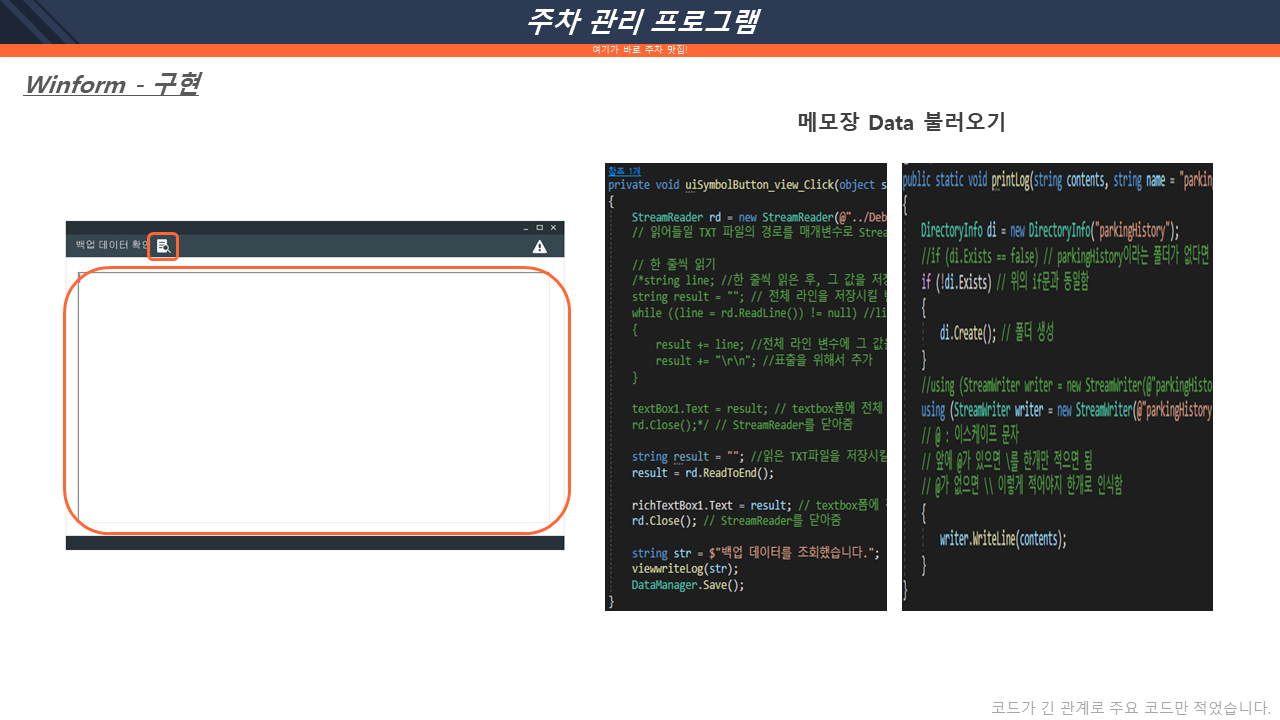 주차 관리 프로그램
여기가 바로 주차 맛집!
Winform - 구현
메모장 Data 불러오기
백업 데이터 확인
참조 1개
private void uiSymbolButton_view_Click(object s
{
StreamReader rd = new StreamReader(@"../Deb
// 읽어들일 TXT 파일의 경로를 매개변수로 Strea
// 한 줄씩 읽기
/*string line; //한 줄씩 읽은 후, 그 값을 저장
string result = ""; // 전체 라인을 저장시킬
while ((line = rd.ReadLine()) != null) //li
{
result += line; //전체 라인 변수에 그 값을
result += "\r\n"; //표출을 위해서 추가
}
textBox1.Text = result; // textbox폼에 전체
rd.Close();*/ // StreamReader를 닫아줌
string result = ""; //읽은 TXT파일을 저장시킬
result = rd.ReadToEnd();
richTextBox1.Text = result; // textbox폼에
rd.Close(); // StreamReader를 닫아줌
string str = $"백업 데이터를 조회했습니다.";
viewwriteLog(str);
DataManager.Save();
}
public static void printLog(string contents, string name = "parkin
{
DirectoryInfo di = new DirectoryInfo("parkingHistory");
//if (di.Exists == false) // parkingHistory이라는 폴더가 없다면
if (!di.Exists) // 위의 if문과 동일함
{
di.Create(); // 폴더 생성
}
//using (StreamWriter writer = new StreamWriter(@"parkingHisto
using (StreamWriter writer = new StreamWriter(@"parkingHistory
// @ : 이스케이프 문자
// 앞에 @가 있으면 \를 한개만 적으면 됨
// @가 없으면 \\ 이렇게 적여야지 한개로 인식함
{
writer.WriteLine(contents);
}
}
코드가 긴 관계로 주요 코드만 적었습니다.